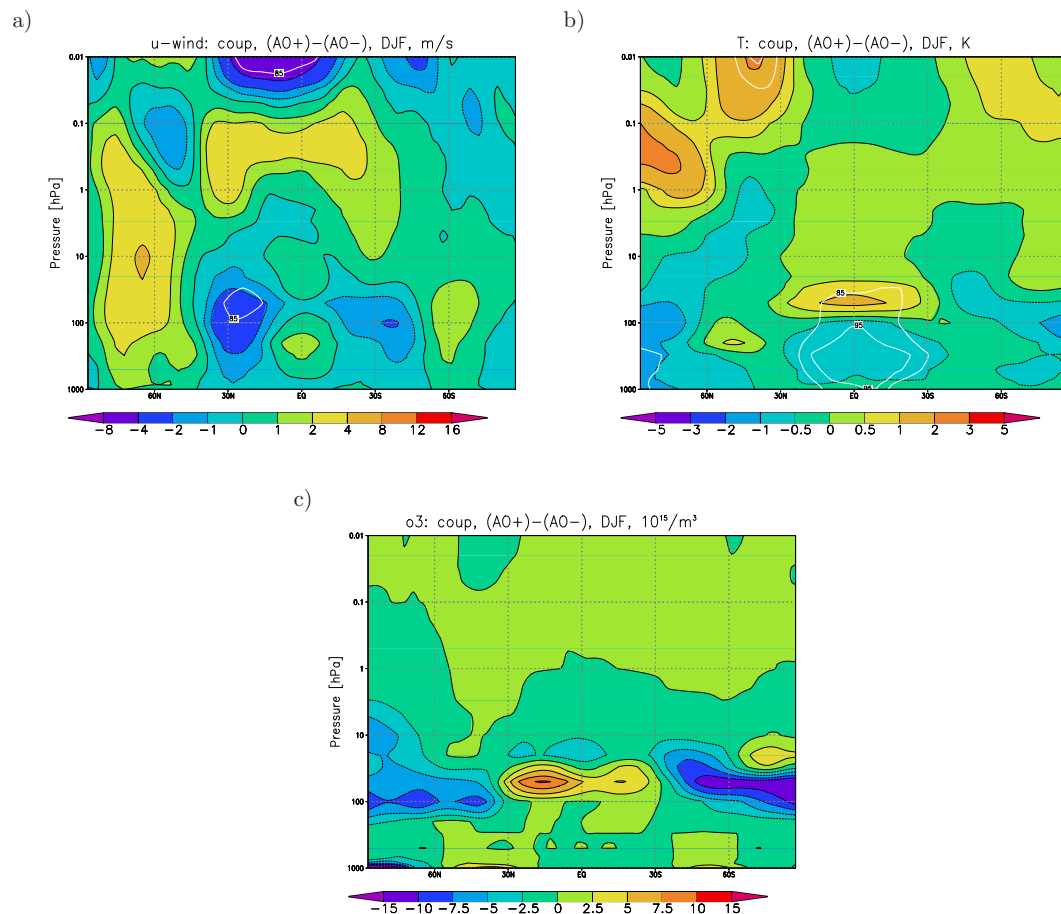 a)
u-wind: coup, (AO+)-(AO-), DJF, m/s
Pressure [hPa]
0.01
0.1
1
10
100
1000
85
85
60N 30N EQ 30S 60S
-8 -4 -2 -1 0 1 2 4 8 12 16
b)
T: coup, (AO+)-(AO-), DJF, K
Pressure [hPa]
0.01
0.1
1
10
100
1000
85
95
60N 30N EQ 30S 60S
-5 -3 -2 -1 -0.5 0 0.5 1 2 3 5
c)
o3: coup, (AO+)-(AO-), DJF, 10¹⁵/m³
Pressure [hPa]
0.01
0.1
1
10
100
1000
60N 30N EQ 30S 60S
-15 -10 -7.5 -5 -2.5 0 2.5 5 7.5 10 15